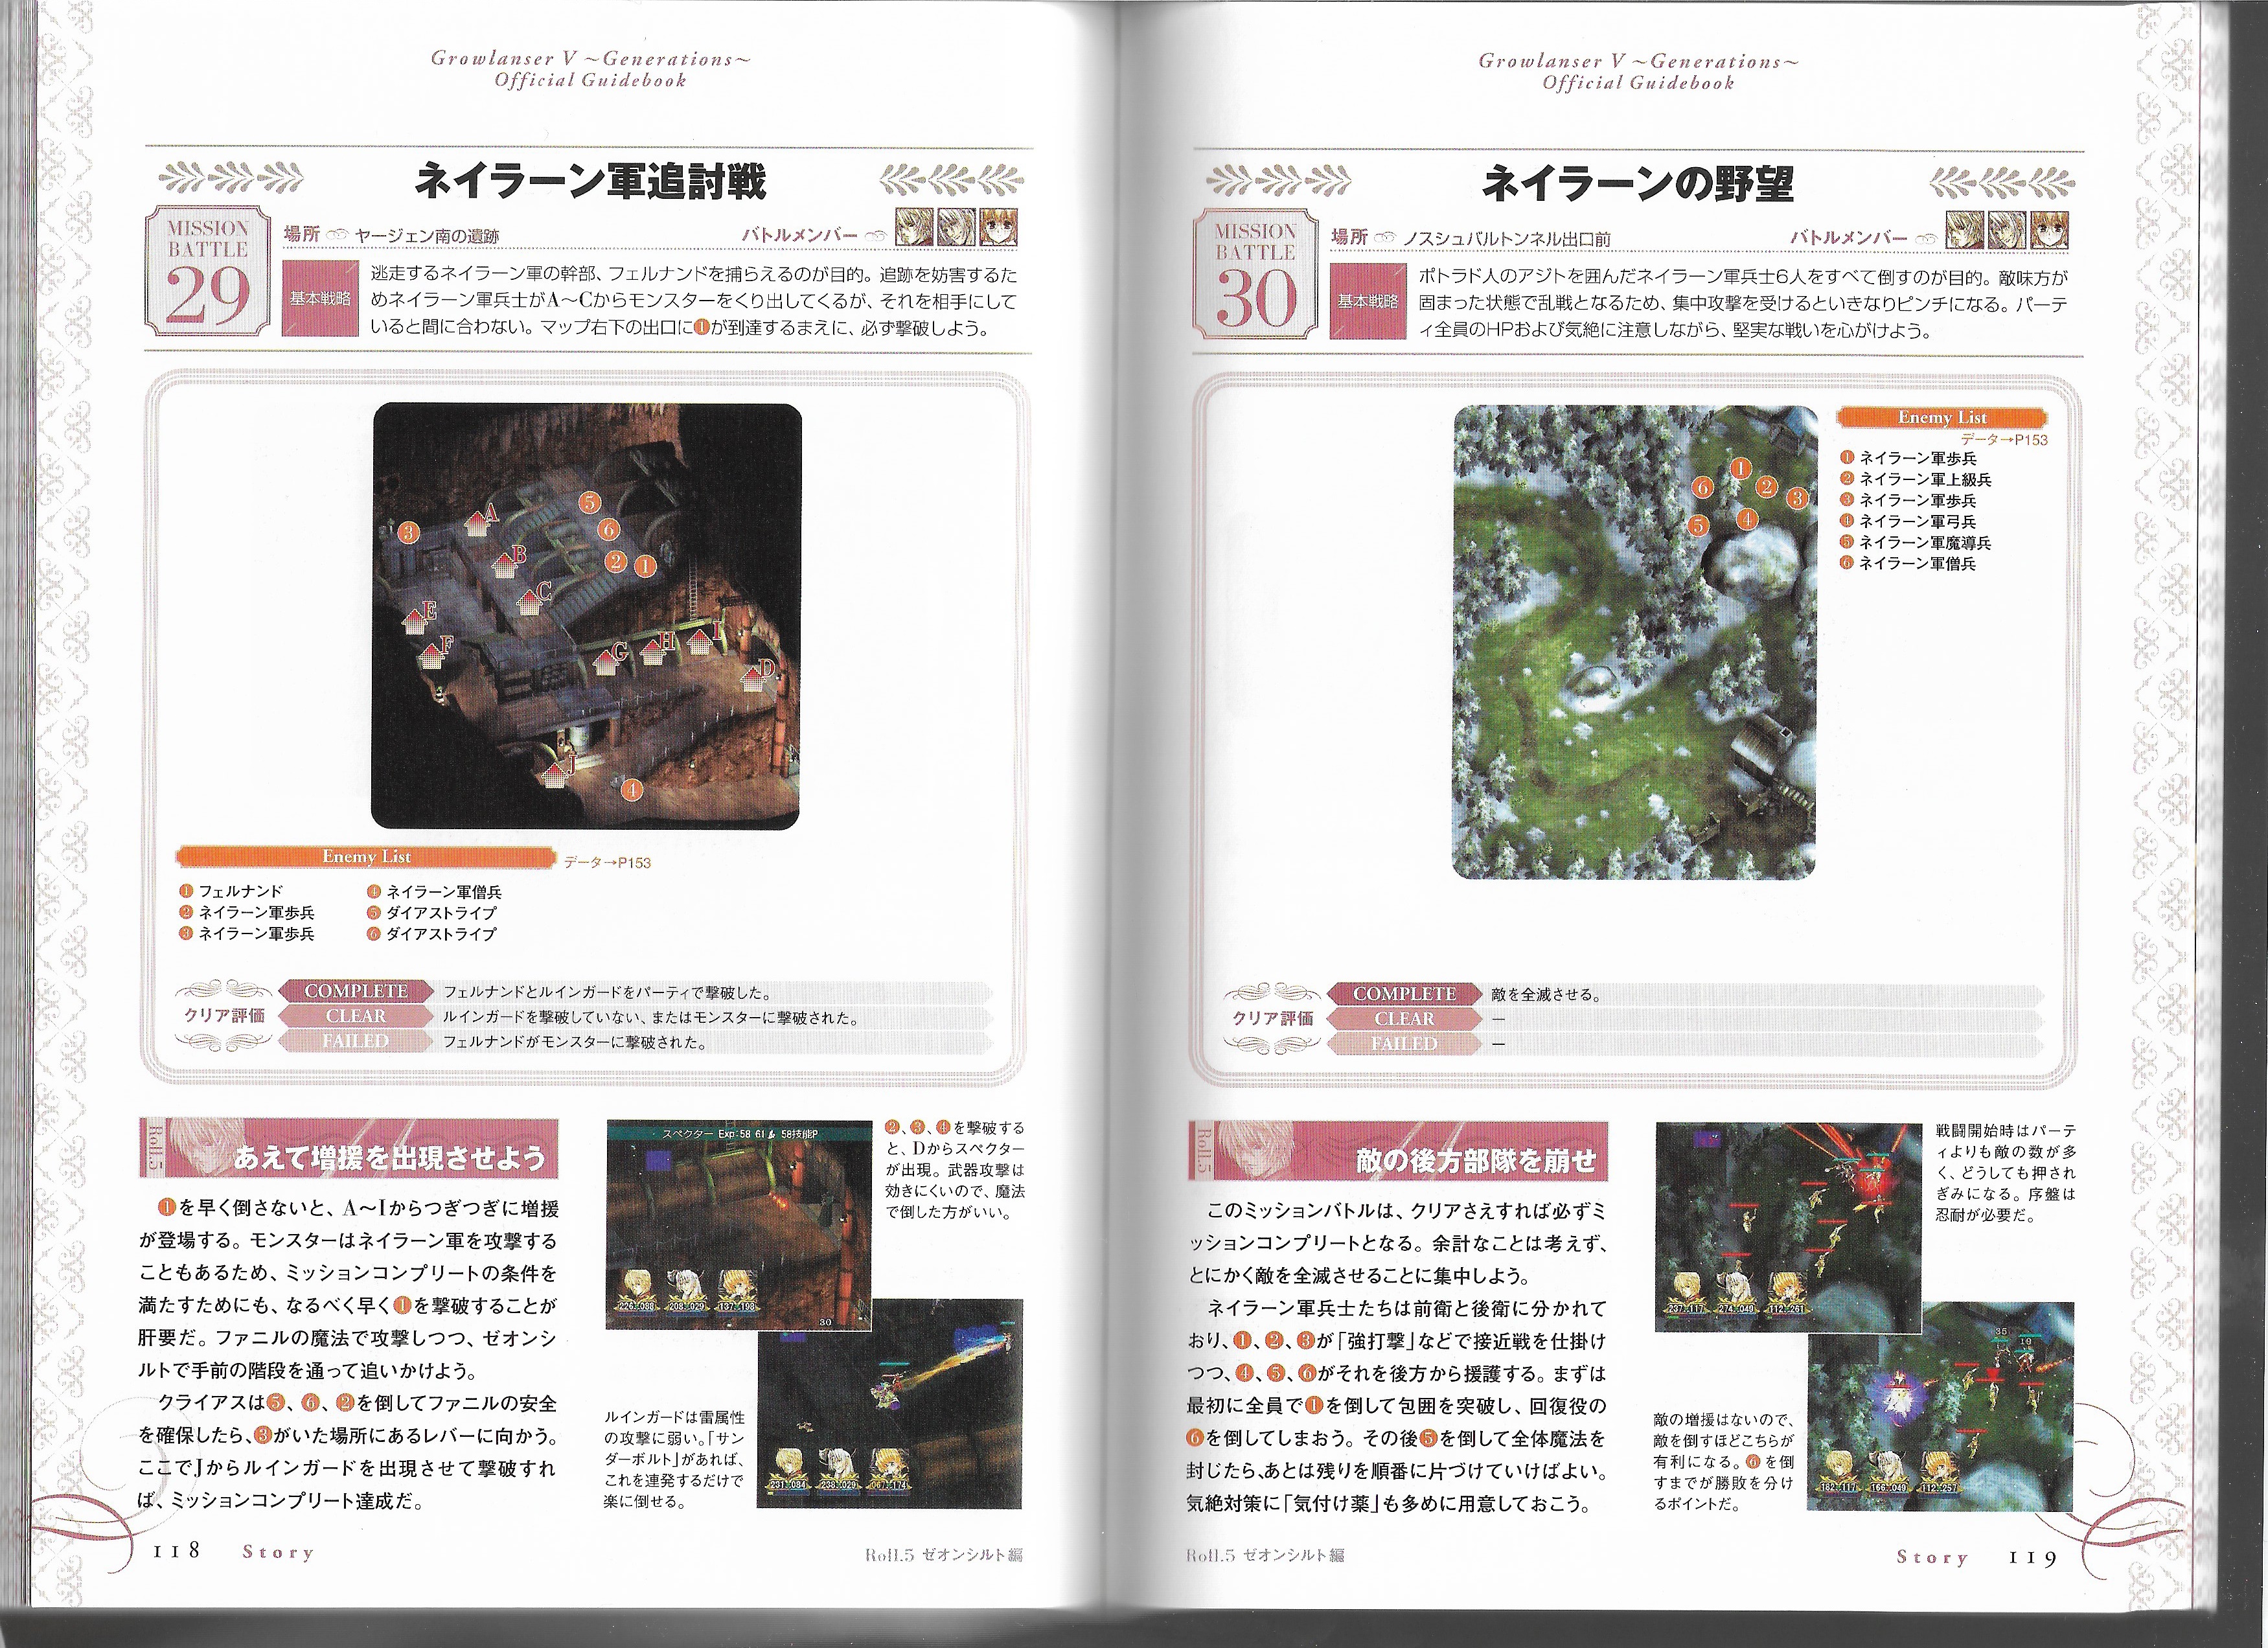 Growlanser V ~Generations~
Official Guidebook
ネイラーン軍追討戦
MISSION
BATTLE
29
場所 ヤージェン南の遺跡
バトルメンバー
基本戦略
逃走するネイラーン軍の幹部、フェルナンドを捕らえるのが目的。追跡を妨害するた
めネイラーン軍兵士がA～Cからモンスターをくり出してくるが、それを相手にして
いると間に合わない。マップ右下の出口に①が到達するまえに、必ず撃破しよう。
A
B
C
D
E
F
G
H
I
J
①
②
③
④
⑤
⑥
Enemy List
データ→P153
① フェルナンド
② ネイラーン軍歩兵
③ ネイラーン軍歩兵
④ ネイラーン軍僧兵
⑤ ダイアストライプ
⑥ ダイアストライプ
クリア評価
COMPLETE フェルナンドとルインガードをパーティで撃破した。
CLEAR ルインガードを撃破していない、またはモンスターに撃破された。
FAILED フェルナンドがモンスターに撃破された。
Roll.5
あえて増援を出現させよう
①を早く倒さないと、A～Iからつぎつぎに増援
が登場する。モンスターはネイラーン軍を攻撃する
こともあるため、ミッションコンプリートの条件を
満たすためにも、なるべく早く①を撃破することが
肝要だ。ファニルの魔法で攻撃しつつ、ゼオンシ
ルトで手前の階段を通って追いかけよう。
クライアスは⑤、⑥、②を倒してファニルの安全
を確保したら、③がいた場所にあるレバーに向かう。
ここでJからルインガードを出現させて撃破すれ
ば、ミッションコンプリート達成だ。
スペクター Exp:58 61 58技能P
30
②、③、④を撃破する
と、Dからスペクター
が出現。武器攻撃は
効きにくいので、魔法
で倒した方がいい。
ルインガードは雷属性
の攻撃に弱い。「サン
ダーボルト」があれば、
これを連発するだけで
楽に倒せる。
118 Story
Roll.5 ゼオンシルト編
Growlanser V ~Generations~
Official Guidebook
ネイラーンの野望
MISSION
BATTLE
30
場所 ノスシュバルトンネル出口前
バトルメンバー
基本戦略
ポトラド人のアジトを囲んだネイラーン軍兵士6人をすべて倒すのが目的。敵味方が
固まった状態で乱戦となるため、集中攻撃を受けるといきなりピンチになる。パーテ
ィ全員のHPおよび気絶に注意しながら、堅実な戦いを心がけよう。
①
②
③
④
⑤
⑥
Enemy List
データ→P153
① ネイラーン軍歩兵
② ネイラーン軍上級兵
③ ネイラーン軍歩兵
④ ネイラーン軍弓兵
⑤ ネイラーン軍魔導兵
⑥ ネイラーン軍僧兵
クリア評価
COMPLETE 敵を全滅させる。
CLEAR ー
FAILED ー
Roll.5
敵の後方部隊を崩せ
このミッションバトルは、クリアさえすれば必ずミ
ッションコンプリートとなる。余計なことは考えず、
とにかく敵を全滅させることに集中しよう。
ネイラーン軍兵士たちは前衛と後衛に分かれて
おり、①、②、③が「強打撃」などで接近戦を仕掛け
つつ、④、⑤、⑥がそれを後方から援護する。まずは
最初に全員で①を倒して包囲を突破し、回復役の
⑥を倒してしまおう。その後⑤を倒して全体魔法を
封じたら、あとは残りを順番に片づけていけばよい。
気絶対策に「気付け薬」も多めに用意しておこう。
戦闘開始時はパーテ
ィよりも敵の数が多
く、どうしても押され
ぎみになる。序盤は
忍耐が必要だ。
敵の増援はないので、
敵を倒すほどこちらが
有利になる。⑥を倒
すまでが勝敗を分け
るポイントだ。
Roll.5 ゼオンシルト編
Story 119